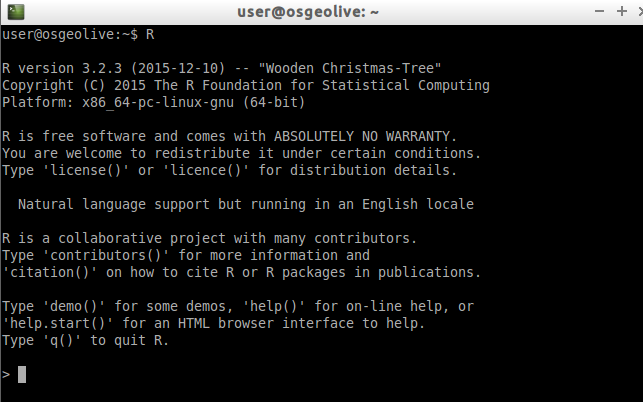 user@osgeolive: ~
user@osgeolive:~$ R
R version 3.2.3 (2015-12-10) -- "Wooden Christmas-Tree"
Copyright (C) 2015 The R Foundation for Statistical Computing
Platform: x86_64-pc-linux-gnu (64-bit)
R is free software and comes with ABSOLUTELY NO WARRANTY.
You are welcome to redistribute it under certain conditions.
Type 'license()' or 'licence()' for distribution details.
Natural language support but running in an English locale
R is a collaborative project with many contributors.
Type 'contributors()' for more information and
'citation()' on how to cite R or R packages in publications.
Type 'demo()' for some demos, 'help()' for on-line help, or
'help.start()' for an HTML browser interface to help.
Type 'q()' to quit R.
>